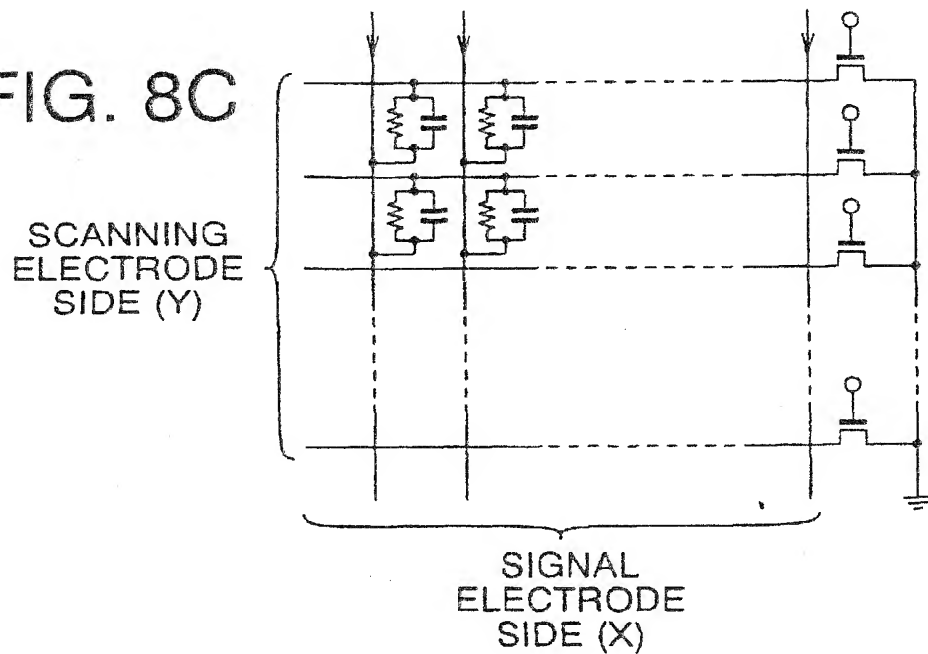 FIG. 8C
SCANNING
ELECTRODE
SIDE (Y)
SIGNAL
ELECTRODE
SIDE (X)